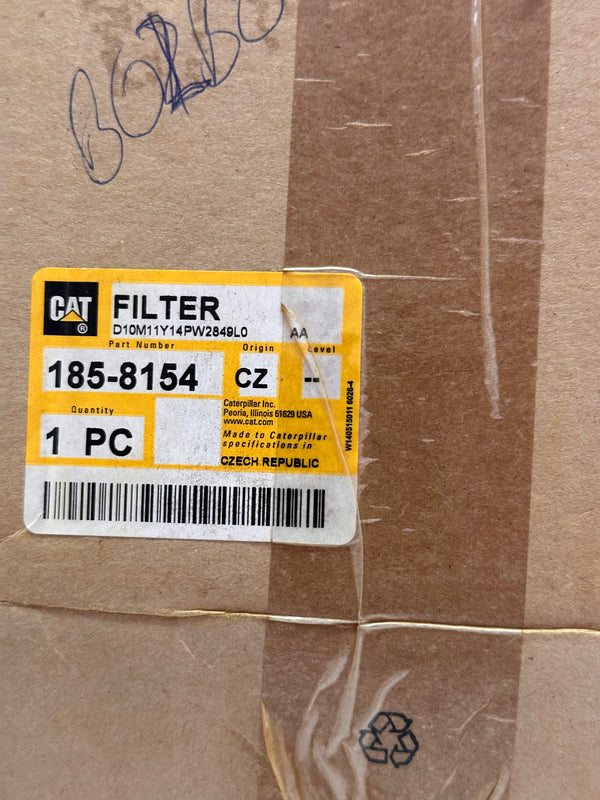 CAT
®
FILTER
D10M11Y14PW2849L0
AA
Part Number
Origin
Level
185-8154
CZ
--
Quantity
Caterpillar Inc.
Peoria, Illinois 61629 USA
www.cat.com
1 PC
Made to Caterpillar
specifications in:
CZECH REPUBLIC